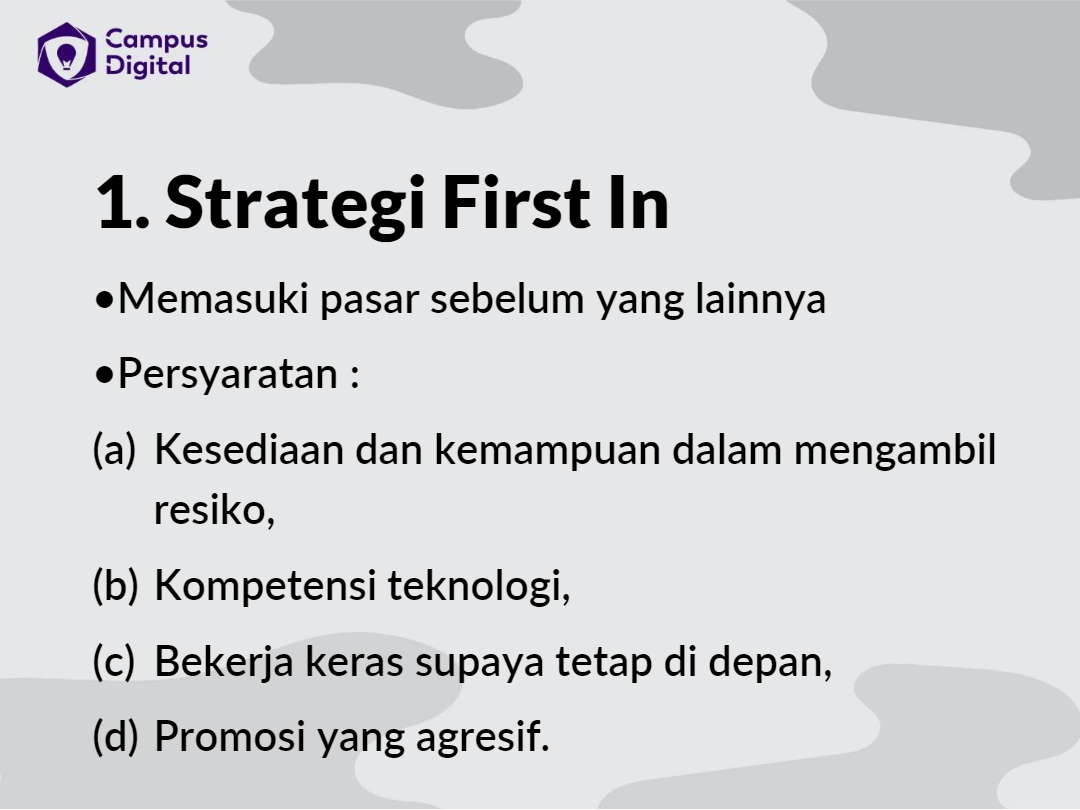 Campus
Digital
1. Strategi First In
•Memasuki pasar sebelum yang lainnya
•Persyaratan :
(a) Kesediaan dan kemampuan dalam mengambil
resiko,
(b) Kompetensi teknologi,
(c) Bekerja keras supaya tetap di depan,
(d) Promosi yang agresif.